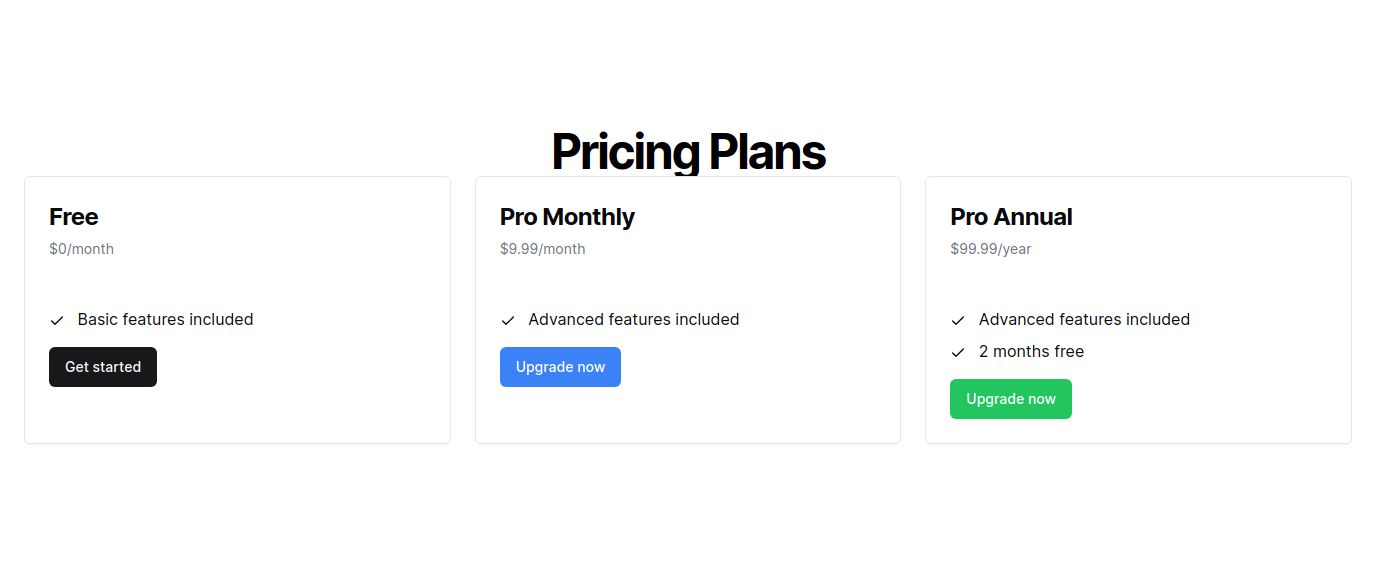 Pricing Plans
Free
$0/month
Basic features included
Get started
Pro Monthly
$9.99/month
Advanced features included
Upgrade now
Pro Annual
$99.99/year
Advanced features included
2 months free
Upgrade now